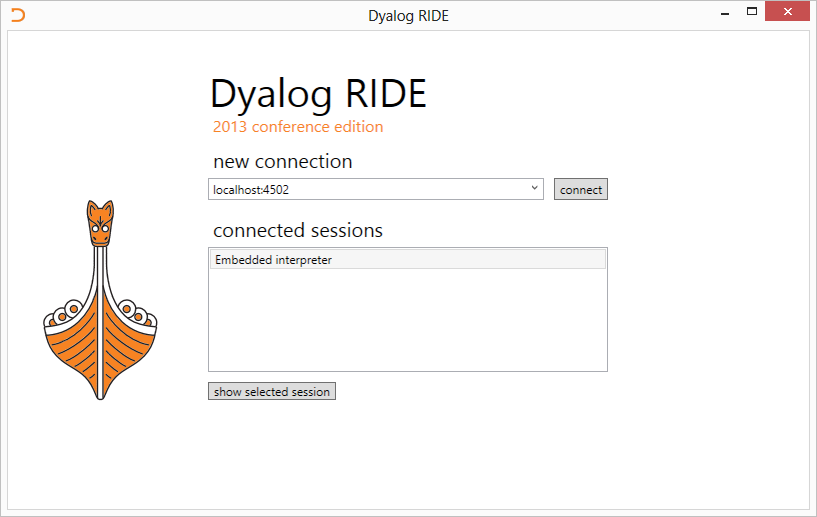 Dyalog RIDE
Dyalog RIDE
2013 conference edition
new connection
localhost:4502
connect
connected sessions
Embedded interpreter
show selected session